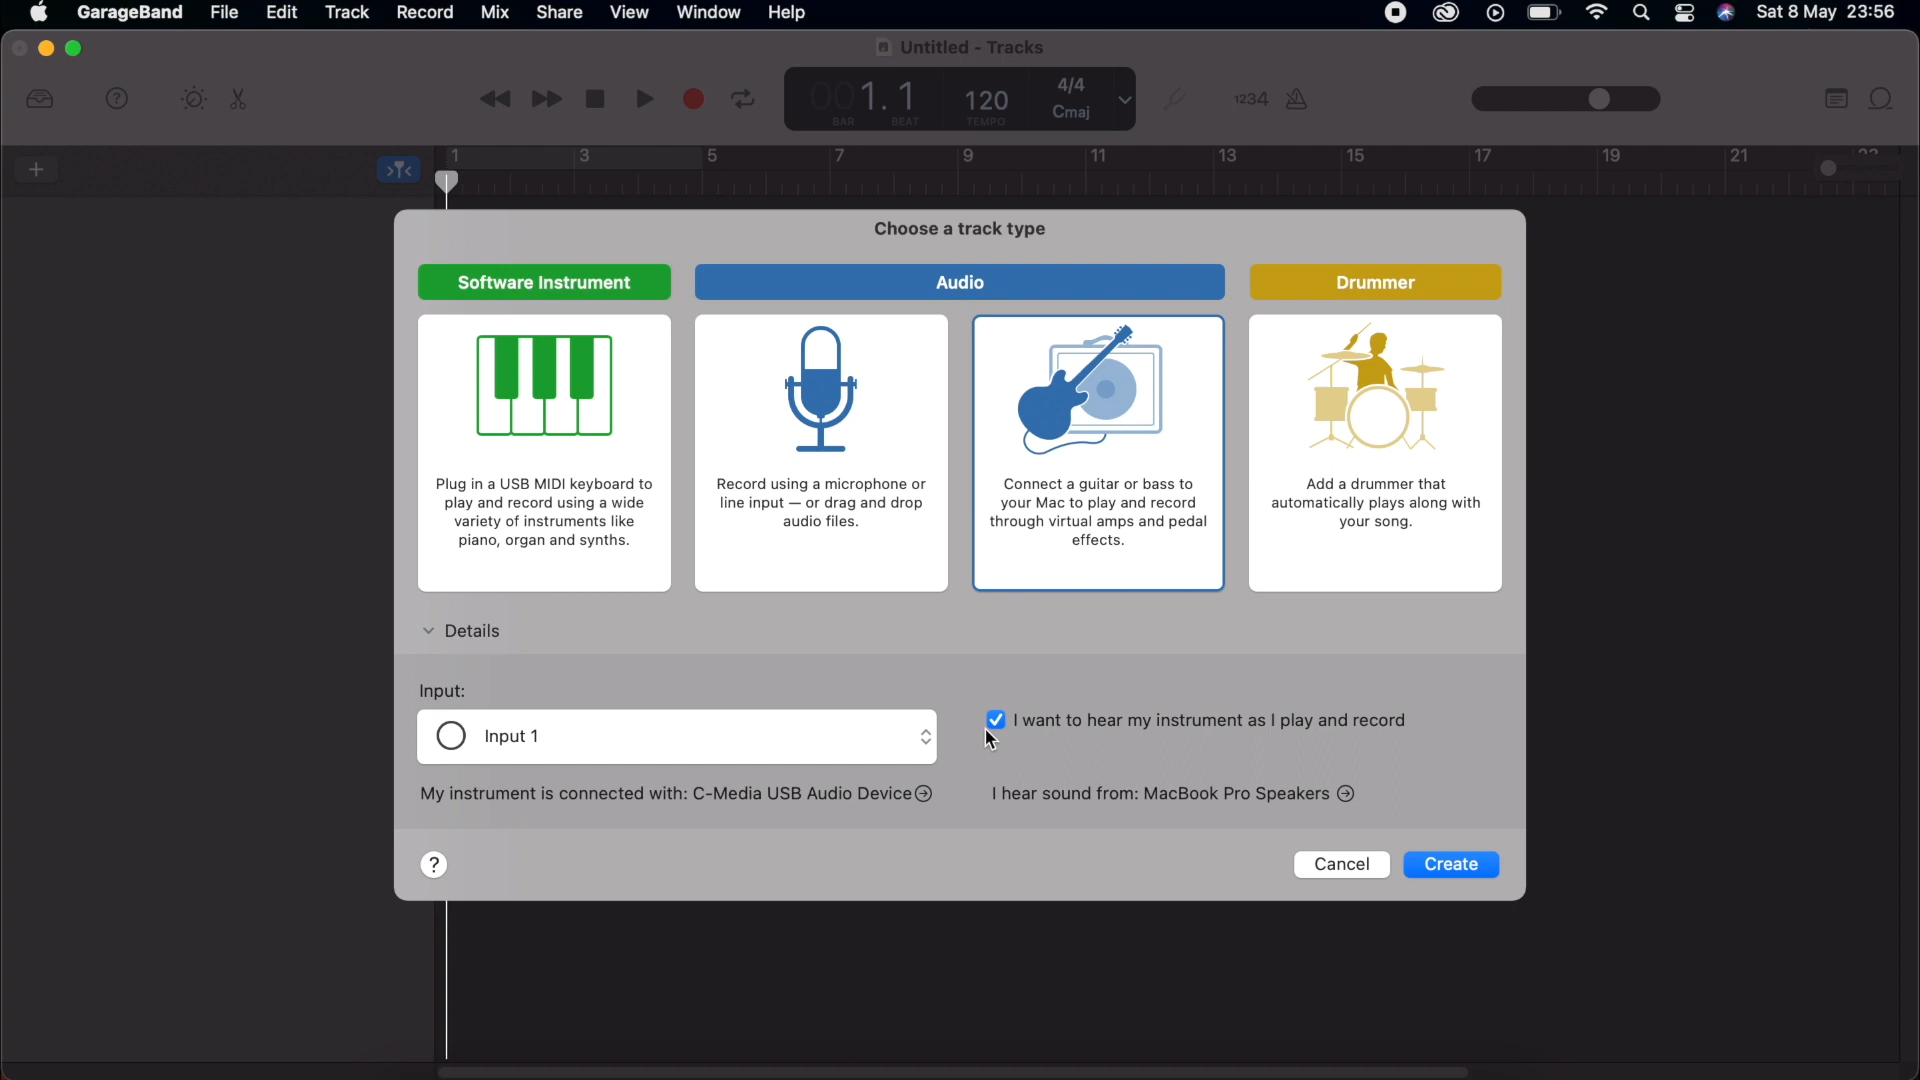 GarageBand File Edit Track Record Mix Share View Window Help Sat 8 May 23:56
Untitled - Tracks
001.1 120 4/4 1234
Cmaj
BAR BEAT TEMPO
1 3 5 7 9 11 13 15 17 19 21
Choose a track type
Software Instrument Audio Drummer
Plug in a USB MIDI keyboard to
play and record using a wide
variety of instruments like
piano, organ and synths.
Record using a microphone or
line input — or drag and drop
audio files.
Connect a guitar or bass to
your Mac to play and record
through virtual amps and pedal
effects.
Add a drummer that
automatically plays along with
your song.
Details
Input:
Input 1
I want to hear my instrument as I play and record
My instrument is connected with: C-Media USB Audio Device
I hear sound from: MacBook Pro Speakers
? Cancel Create